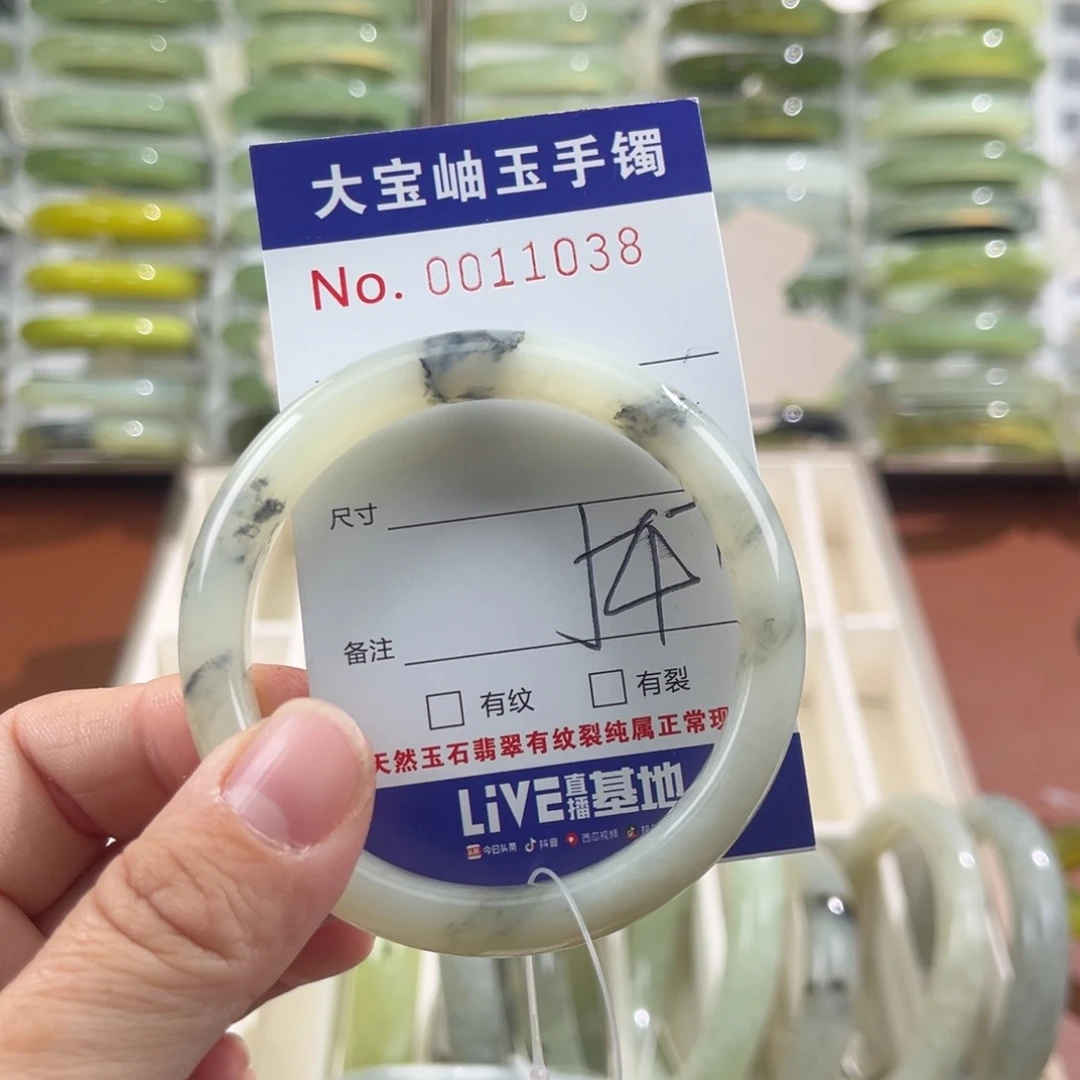 大宝岫玉手镯
No. 0011038
尺寸
备注
有纹 有裂
天然玉石翡翠有纹裂纯属正常现
LiVE直播基地
今日头条 抖音 西瓜视频